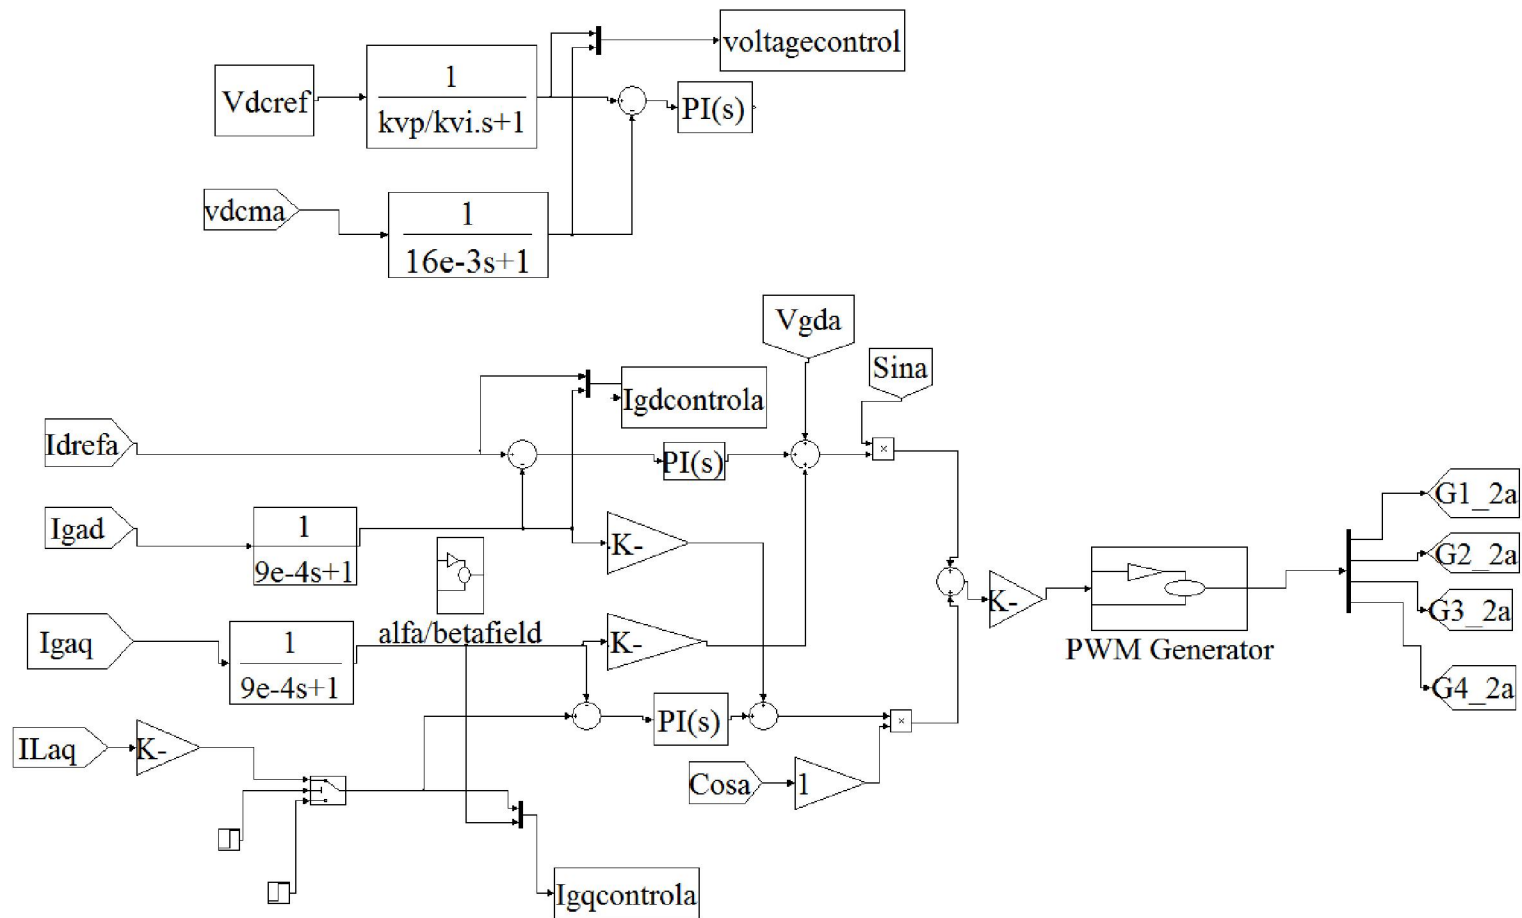 voltagecontrol
Vdcref
1
kvp/kvi.s+1
PI(s)
vdcma
1
16e-3s+1
Vgda
Sina
Igdcontrola
Idrefa
PI(s)
×
Igad
1
9e-4s+1
K-
G1_2a
G2_2a
G3_2a
G4_2a
K-
PWM Generator
alfa/betafield
Igaq
1
9e-4s+1
K-
PI(s)
×
ILaq
K-
Cosa
1
Igqcontrola